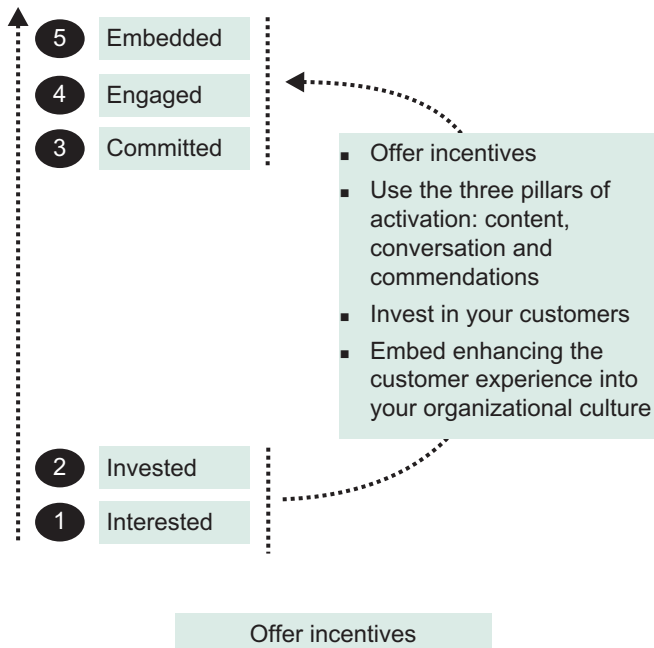 5 Embedded
4 Engaged
3 Committed
▪ Offer incentives
▪ Use the three pillars of
activation: content,
conversation and
commendations
▪ Invest in your customers
▪ Embed enhancing the
customer experience into
your organizational culture
2 Invested
1 Interested
Offer incentives